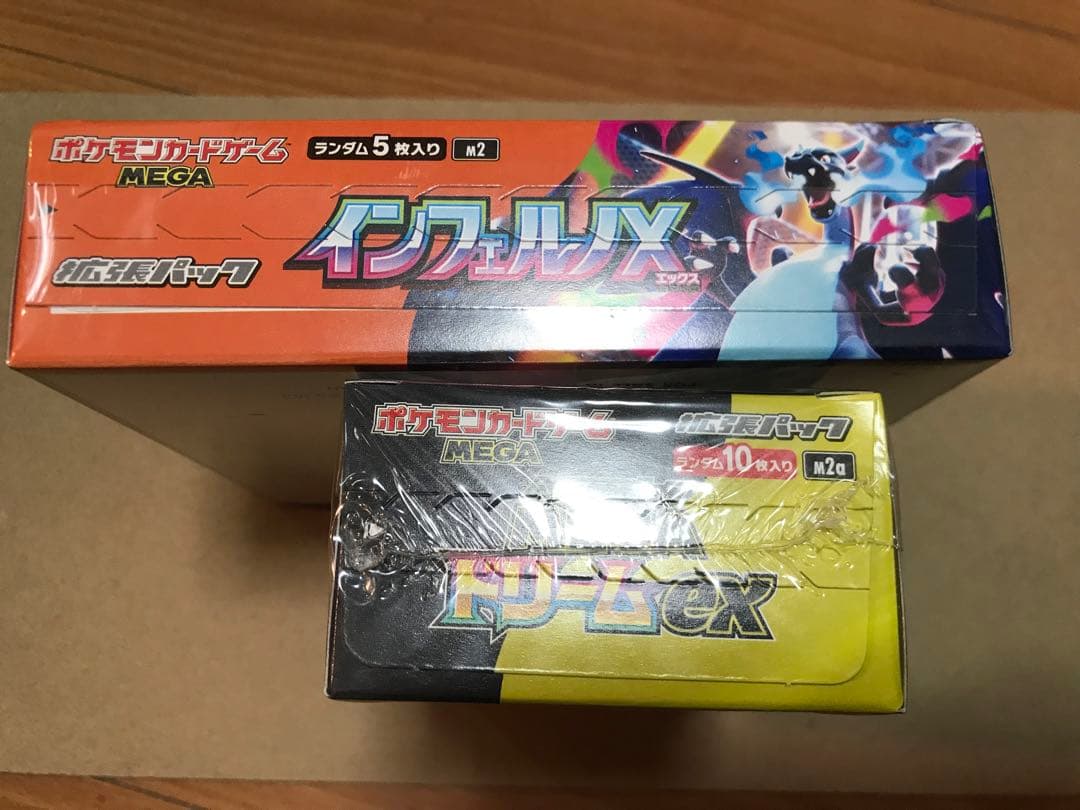 ポケモンカードゲーム
MEGA
ランダム5枚入り M2
拡張パック
インフェルノX
エックス
ポケモンカードゲーム
MEGA
拡張パック
ランダム10枚入り M2a
ドリームex